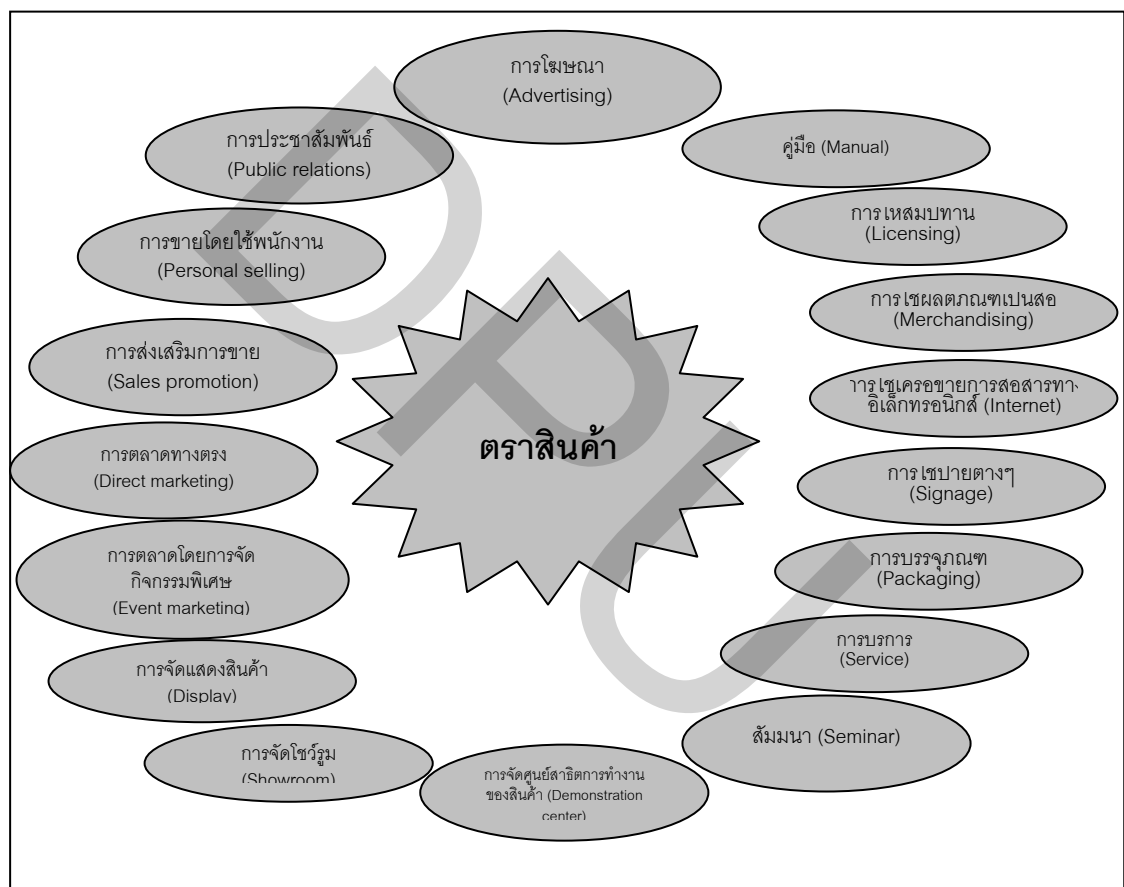 การโฆษณา
(Advertising)
การประชาสัมพันธ์
(Public relations)
คู่มือ (Manual)
การขายโดยใช้พนักงาน
(Personal selling)
การส่งเสริมการขาย
(Sales promotion)
การตลาดทางตรง
(Direct marketing)
การตลาดโดยการจัด
กิจกรรมพิเศษ
(Event marketing)
การจัดแสดงสินค้า
(Display)
การจัดโชว์รูม
(Showroom)
การจัดศูนย์สาธิตการทำงาน
ของสินค้า (Demonstration
center)
ตราสินค้า
(Licensing)
(Merchandising)
อิเล็กทรอนิกส์ (Internet)
(Signage)
(Packaging)
(Service)
สัมมนา (Seminar)
DPU